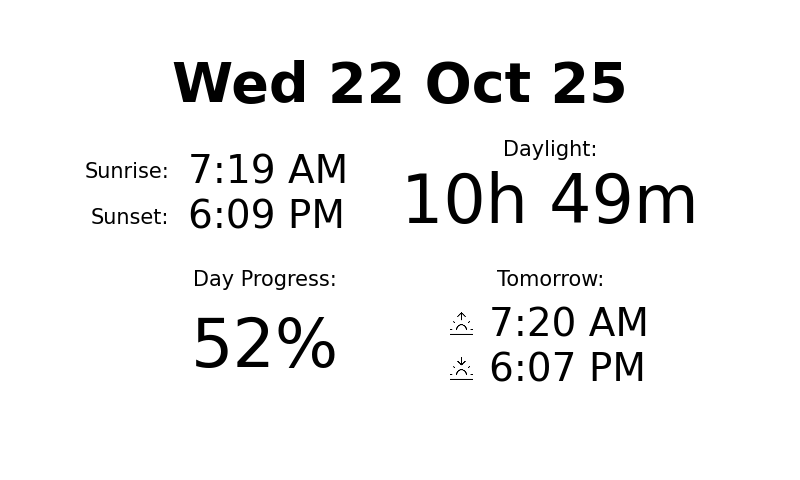 Wed 22 Oct 25
Sunrise: 7:19 AM
Sunset: 6:09 PM
Daylight:
10h 49m
Day Progress:
52%
Tomorrow:
7:20 AM
6:07 PM